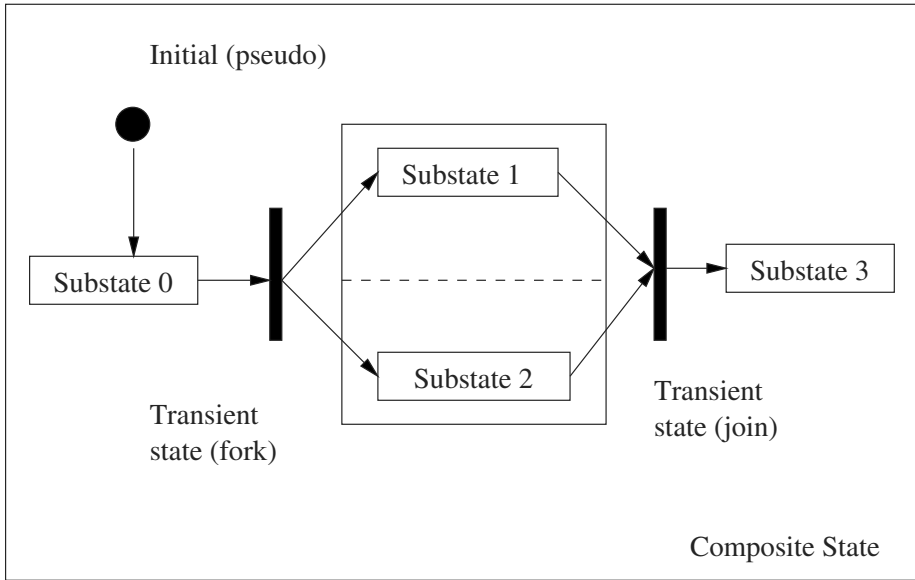 Initial (pseudo)
Substate 1
Substate 0
Substate 3
Substate 2
Transient
state (fork)
Transient
state (join)
Composite State